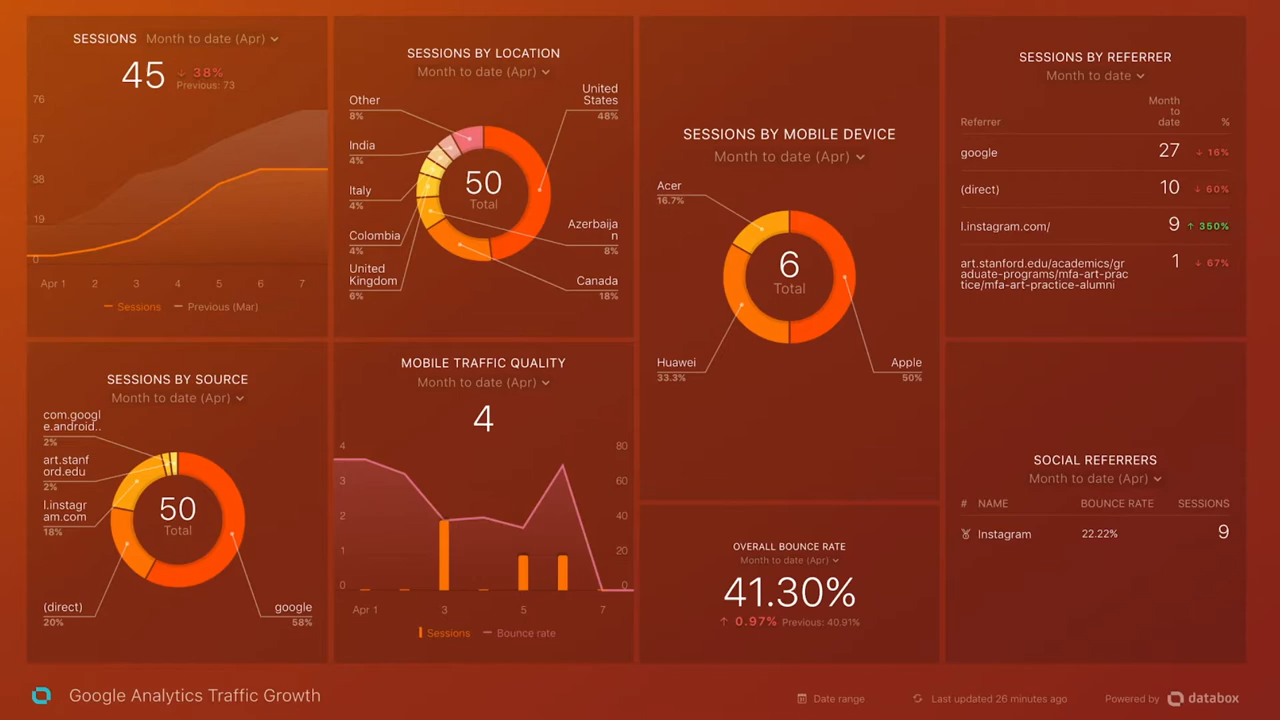 SESSIONS Month to date (Apr)
45 ↓ 38%
Previous: 73
76
57
38
19
0
Apr 1 2 3 4 5 6 7
Sessions Previous (Mar)
SESSIONS BY LOCATION
Month to date (Apr)
Other
8%
India
4%
Italy
4%
Colombia
4%
United
Kingdom
6%
United
States
46%
Azerbaija
n
8%
Canada
18%
50
Total
SESSIONS BY MOBILE DEVICE
Month to date (Apr)
Acer
16.7%
6
Total
Huawei
33.3%
Apple
50%
SESSIONS BY REFERRER
Month to date
Referrer Month
to
date %
google 27 ↓ 16%
(direct) 10 ↓ 60%
l.instagram.com/ 9 ↑ 350%
art.stanford.edu/academics/gr
aduate-programs/mfa-art-prac
tice/mfa-art-practice-alumni
1 ↓ 67%
SESSIONS BY SOURCE
Month to date (Apr)
com.googl
e.android..
2%
art.stanf
ord.edu
2%
l.instagr
am.com
18%
50
Total
(direct)
20%
google
58%
MOBILE TRAFFIC QUALITY
Month to date (Apr)
4
4 80
3 60
2 40
1 20
0 0
Apr 1 3 5 7
Sessions Bounce rate
OVERALL BOUNCE RATE
Month to date (Apr)
41.30%
↑ 0.97% Previous: 40.91%
SOCIAL REFERRERS
Month to date (Apr)
# NAME BOUNCE RATE SESSIONS
Instagram 22.22% 9
Google Analytics Traffic Growth
Date range
Last updated 26 minutes ago
Powered by databox